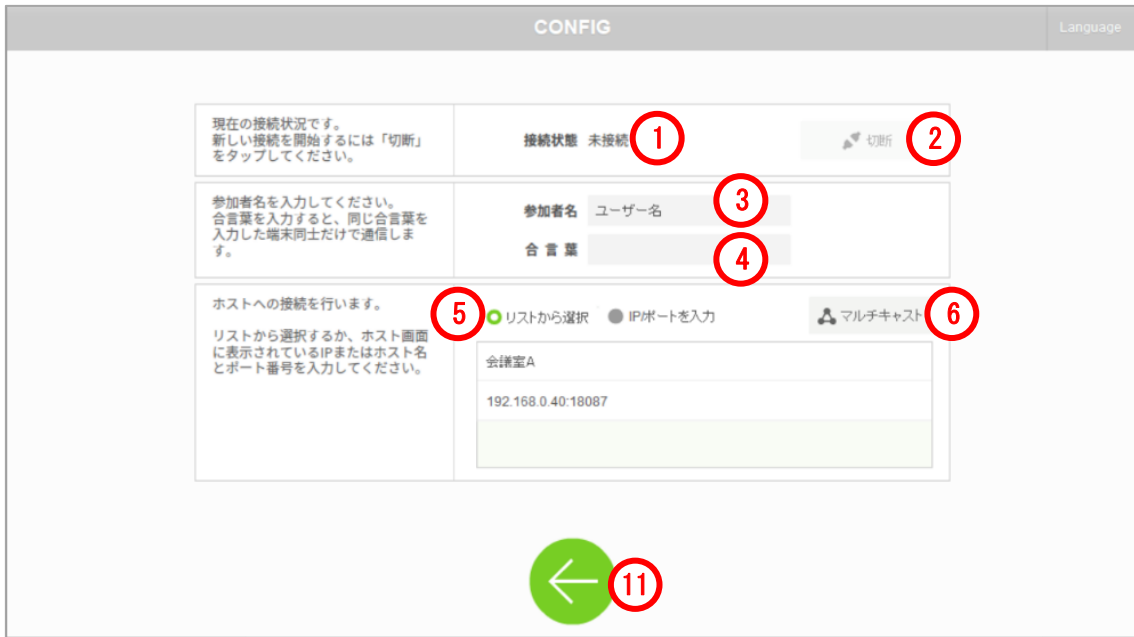 CONFIG
Language
現在の接続状況です。
新しい接続を開始するには「切断」
をタップしてください。
接続状態 未接続
1
切断
2
参加者名を入力してください。
合言葉を入力すると、同じ合言葉を
入力した端末同士だけで通信しま
す。
参加者名 ユーザー名
3
合言葉
4
ホストへの接続を行います。
リストから選択するか、ホスト画面
に表示されているIPまたはホスト名
とポート番号を入力してください。
5
リストから選択 IP/ポートを入力
マルチキャスト
6
会議室A
192.168.0.40:18087
11